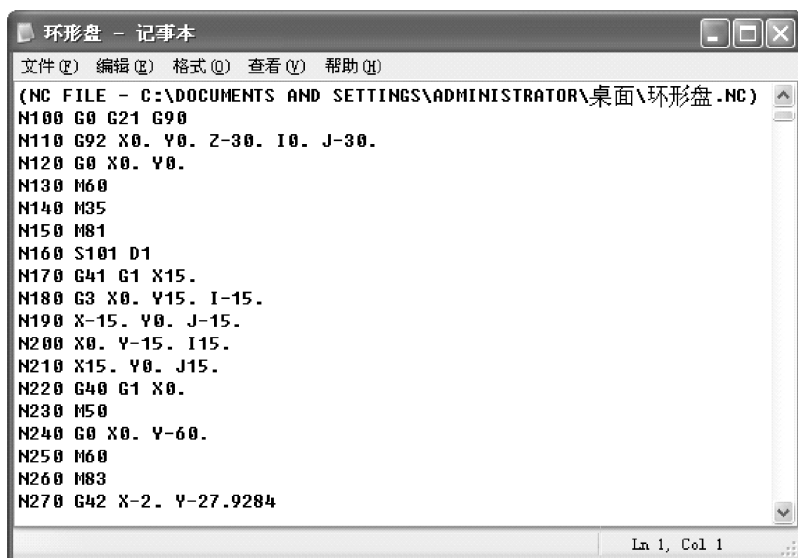 环形盘 - 记事本
文件(F) 编辑(E) 格式(O) 查看(V) 帮助(H)
(NC FILE - C:\DOCUMENTS AND SETTINGS\ADMINISTRATOR\桌面\环形盘.NC)
N100 G0 G21 G90
N110 G92 X0. Y0. Z-30. I0. J-30.
N120 G0 X0. Y0.
N130 M60
N140 M35
N150 M81
N160 S101 D1
N170 G41 G1 X15.
N180 G3 X0. Y15. I-15.
N190 X-15. Y0. J-15.
N200 X0. Y-15. I15.
N210 X15. Y0. J15.
N220 G40 G1 X0.
N230 M50
N240 G0 X0. Y-60.
N250 M60
N260 M83
N270 G42 X-2. Y-27.9284
Ln 1, Col 1